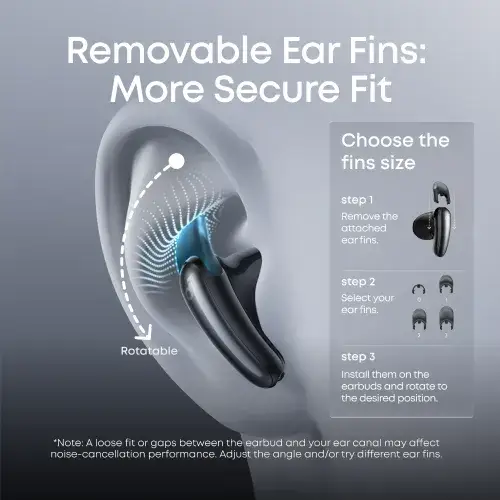 Removable Ear Fins:
More Secure Fit
Choose the
fins size
step 1
Remove the
attached
ear fins.
step 2
Select your
ear fins.
0 1
step 3
Install them on the
earbuds and rotate to
the desired position.
Rotatable
*Note: A loose fit or gaps between the earbud and your ear canal may affect
noise-cancellation performance. Adjust the angle and/or try different ear fins.